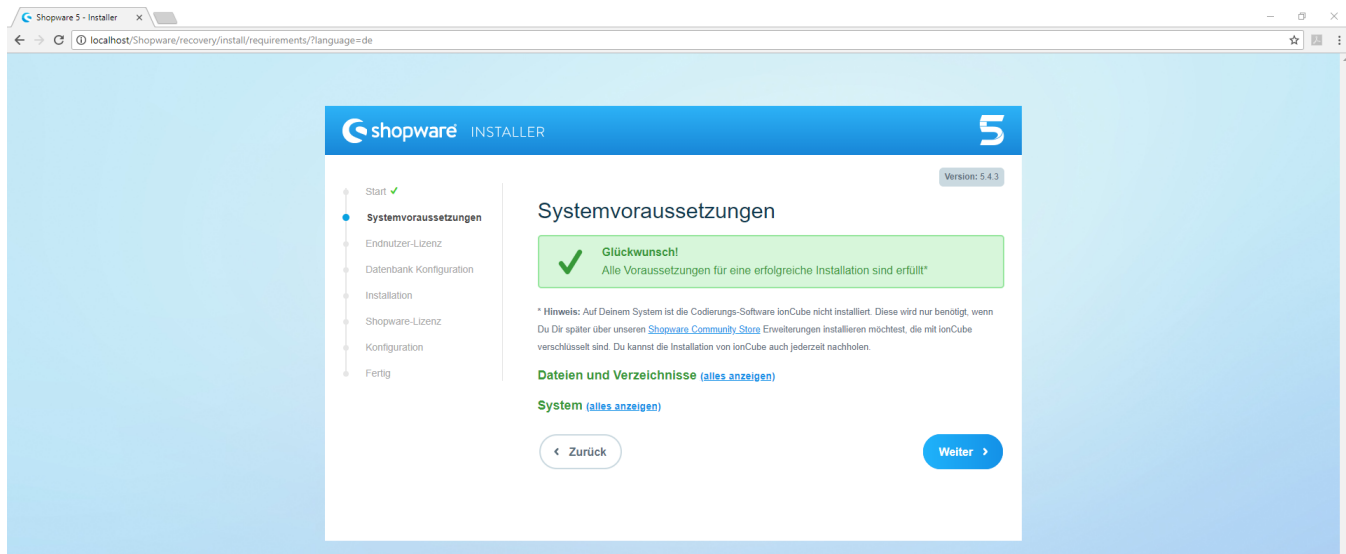 Shopware 5 - Installer
localhost/Shopware/recovery/install/requirements/?language=de
shopware INSTALLER
5
Version: 5.4.3
Start
Systemvoraussetzungen
Endnutzer-Lizenz
Datenbank Konfiguration
Installation
Shopware-Lizenz
Konfiguration
Fertig
Systemvoraussetzungen
Glückwunsch!
Alle Voraussetzungen für eine erfolgreiche Installation sind erfüllt*
* Hinweis: Auf Deinem System ist die Codierungs-Software ionCube nicht installiert. Diese wird nur benötigt, wenn
Du Dir später über unseren Shopware Community Store Erweiterungen installieren möchtest, die mit ionCube
verschlüsselt sind. Du kannst die Installation von ionCube auch jederzeit nachholen.
Dateien und Verzeichnisse (alles anzeigen)
System (alles anzeigen)
Zurück
Weiter